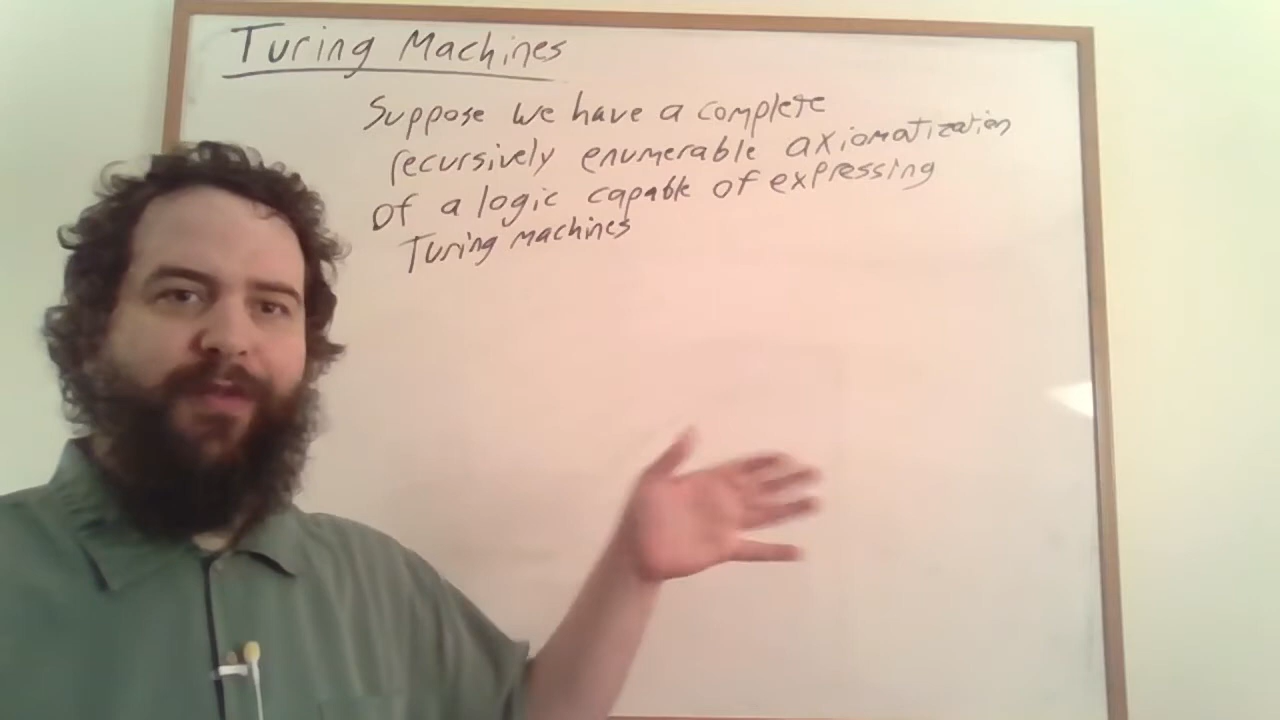 Turing Machines
Suppose we have a complete
recursively enumerable axiomatization
of a logic capable of expressing
Turing machines